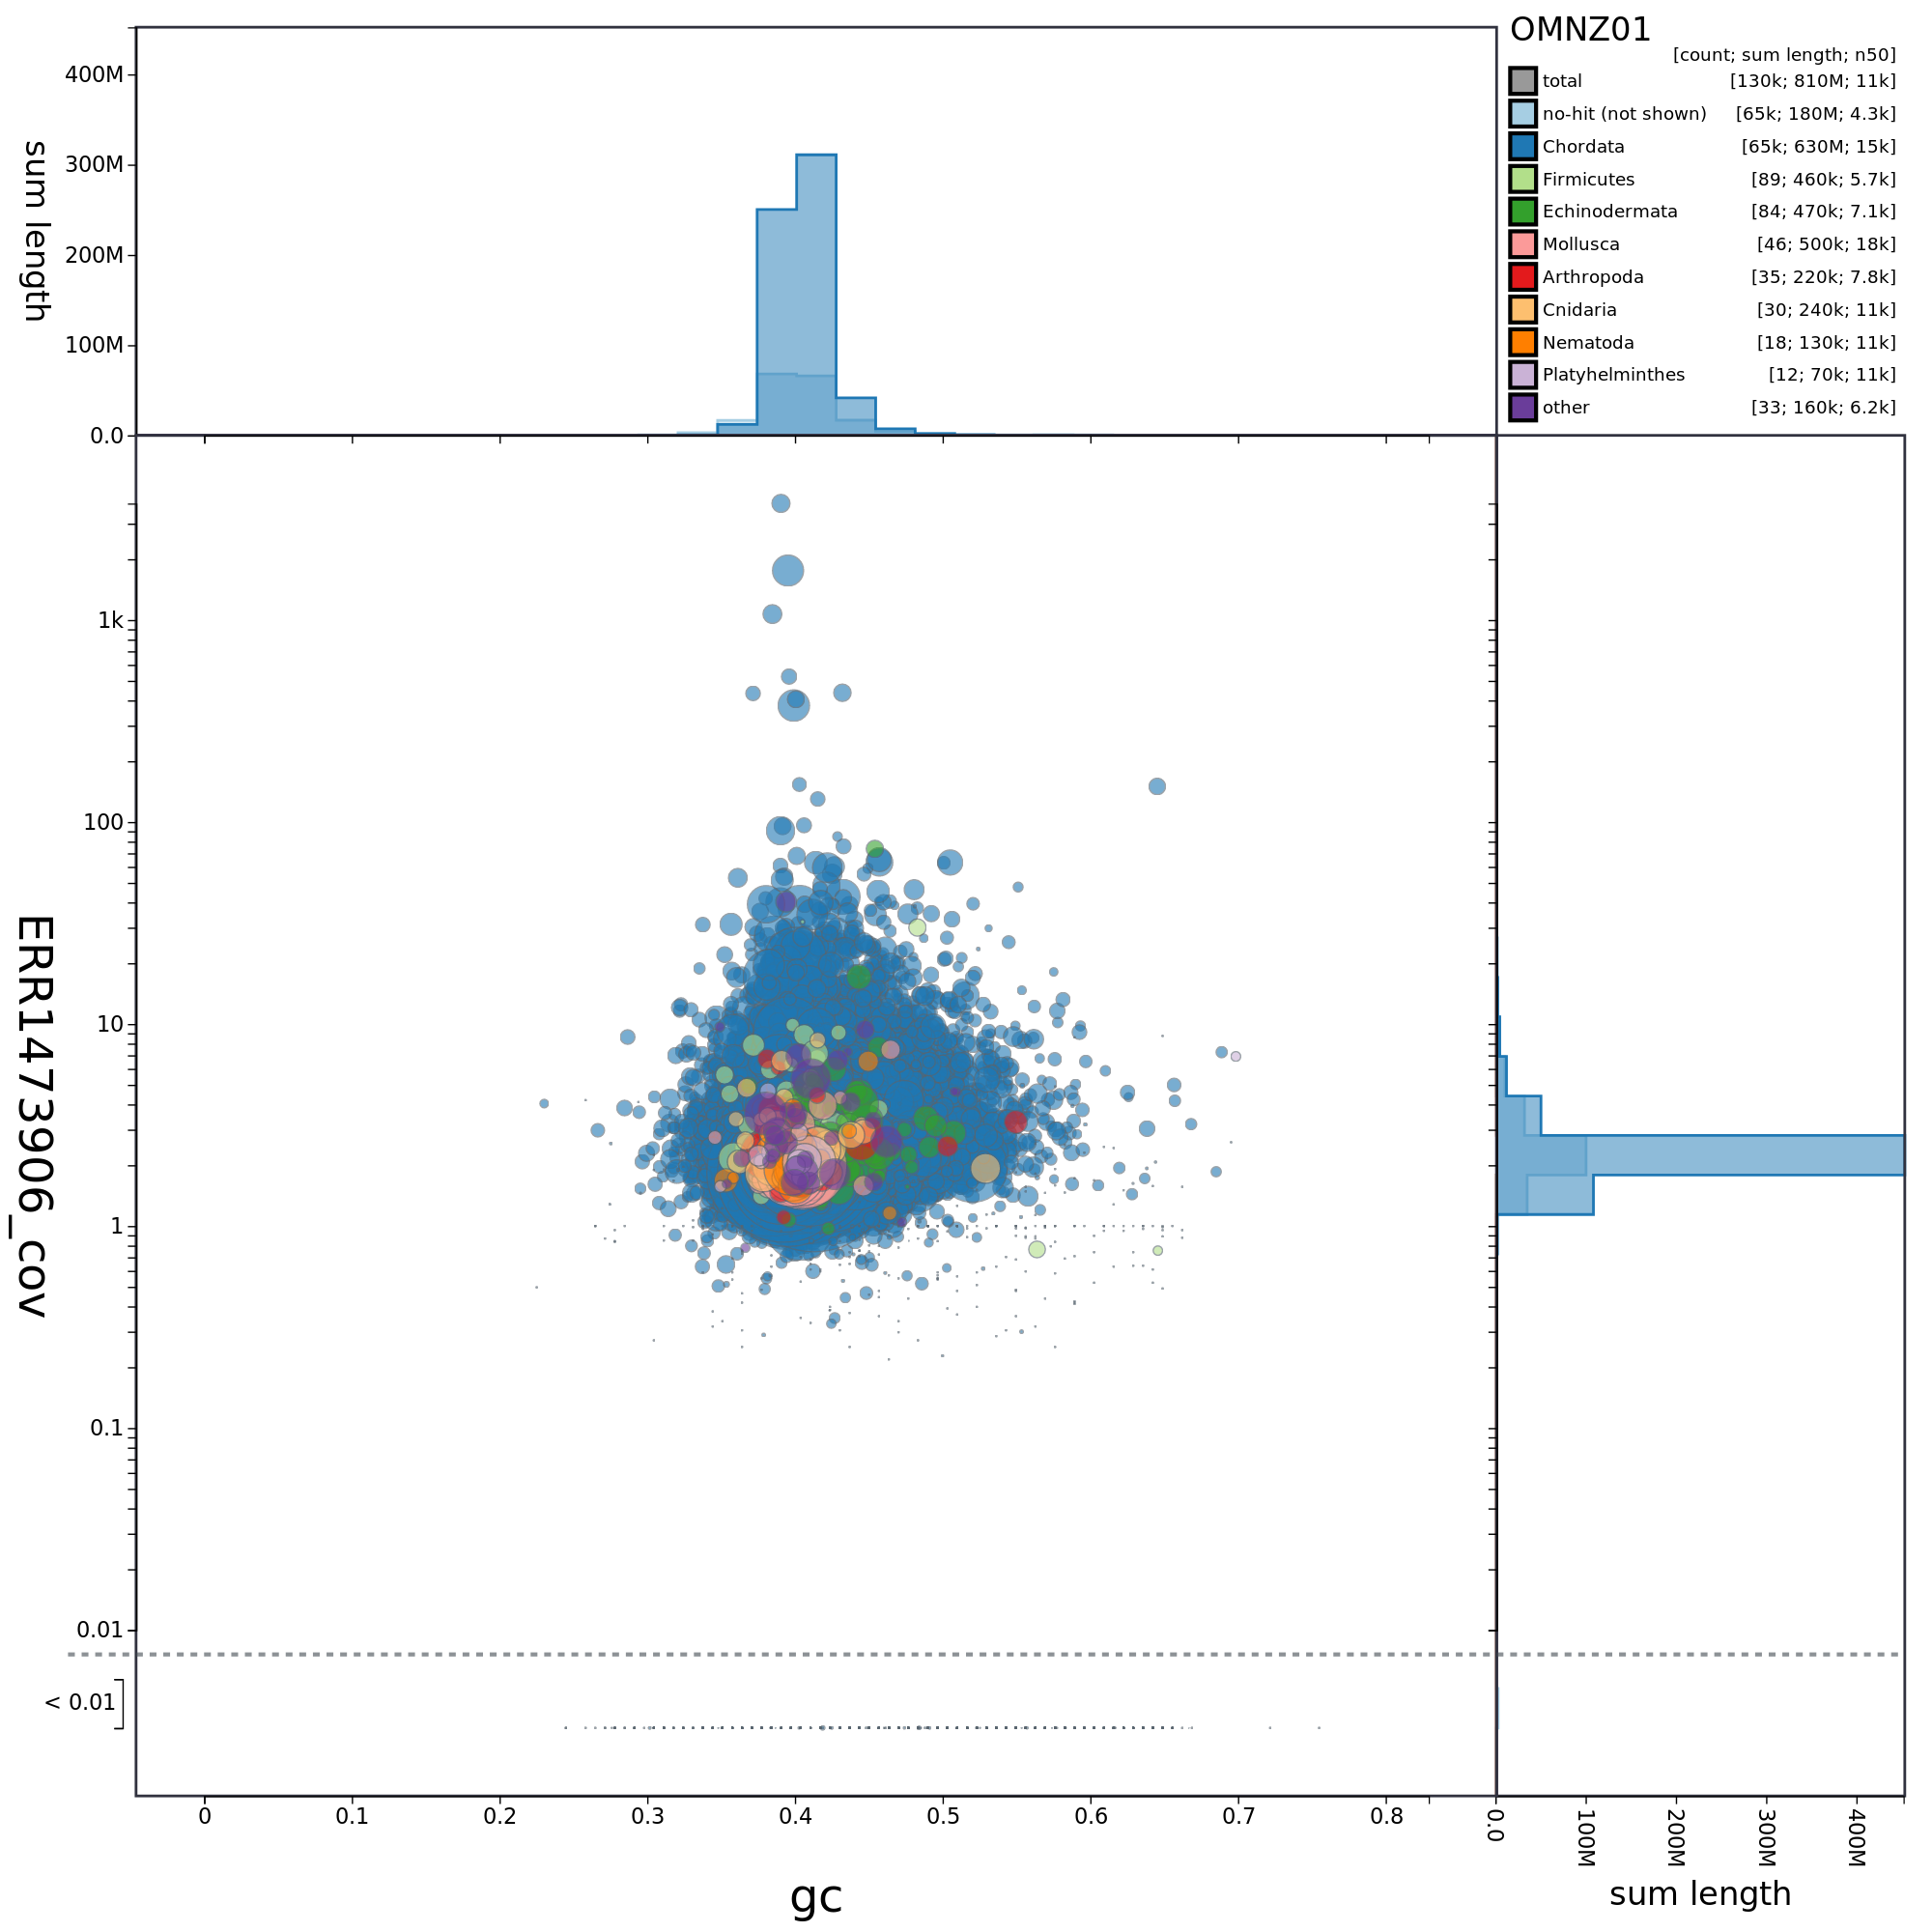 OMNZ01
[count; sum length; n50]
total [130k; 810M; 11k]
no-hit (not shown) [65k; 180M; 4.3k]
Chordata [65k; 630M; 15k]
Firmicutes [89; 460k; 5.7k]
Echinodermata [84; 470k; 7.1k]
Mollusca [46; 500k; 18k]
Arthropoda [35; 220k; 7.8k]
Cnidaria [30; 240k; 11k]
Nematoda [18; 130k; 11k]
Platyhelminthes [12; 70k; 11k]
other [33; 160k; 6.2k]
sum length
400M
300M
200M
100M
0.0
ERR1473906_cov
1k
100
10
1
0.1
0.01
< 0.01
0 0.1 0.2 0.3 0.4 0.5 0.6 0.7 0.8
gc
0.0 100M 200M 300M 400M
sum length